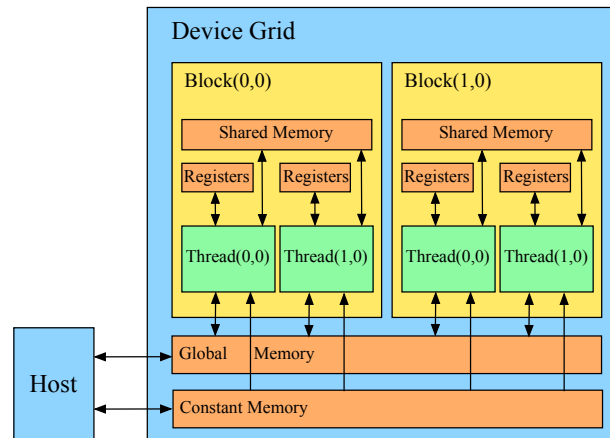 Device Grid
Block(0,0)
Block(1,0)
Shared Memory
Shared Memory
Registers
Registers
Registers
Registers
Thread(0,0)
Thread(1,0)
Thread(0,0)
Thread(1,0)
Global Memory
Host
Constant Memory